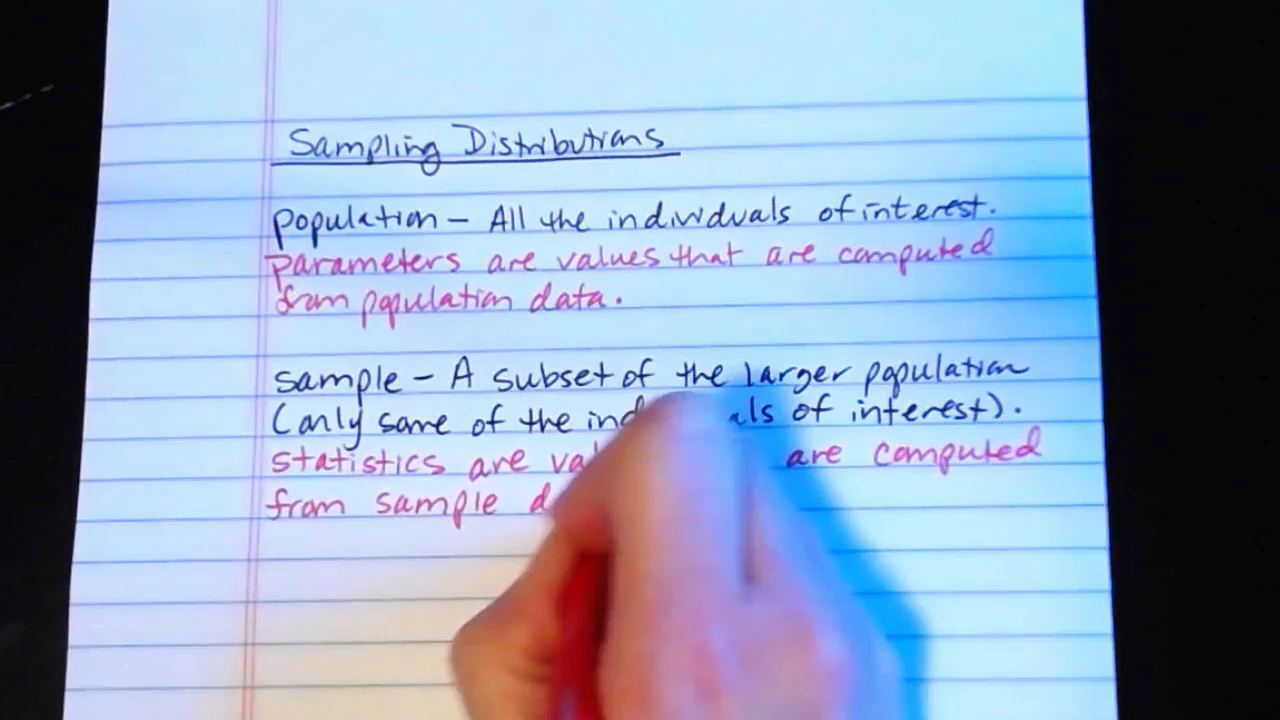 Sampling Distributions
population - All the individuals of interest.
parameters are values that are computed
from population data.
sample - A subset of the larger population
(only some of the ind als of interest).
statistics are va are computed
from sample d